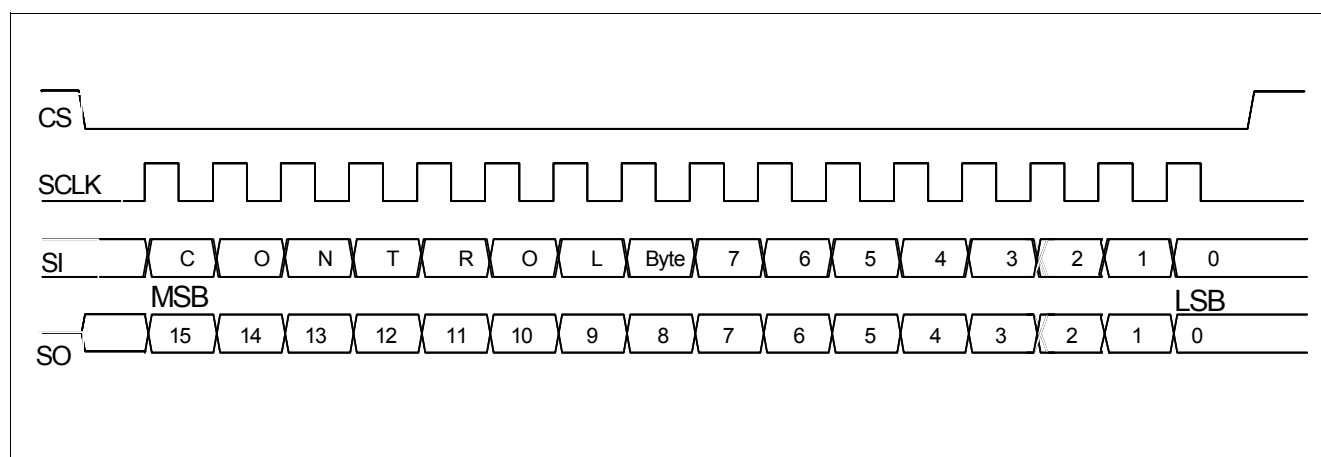 CS
SCLK
SI C O N T R O L Byte 7 6 5 4 3 2 1 0
MSB LSB
SO 15 14 13 12 11 10 9 8 7 6 5 4 3 2 1 0